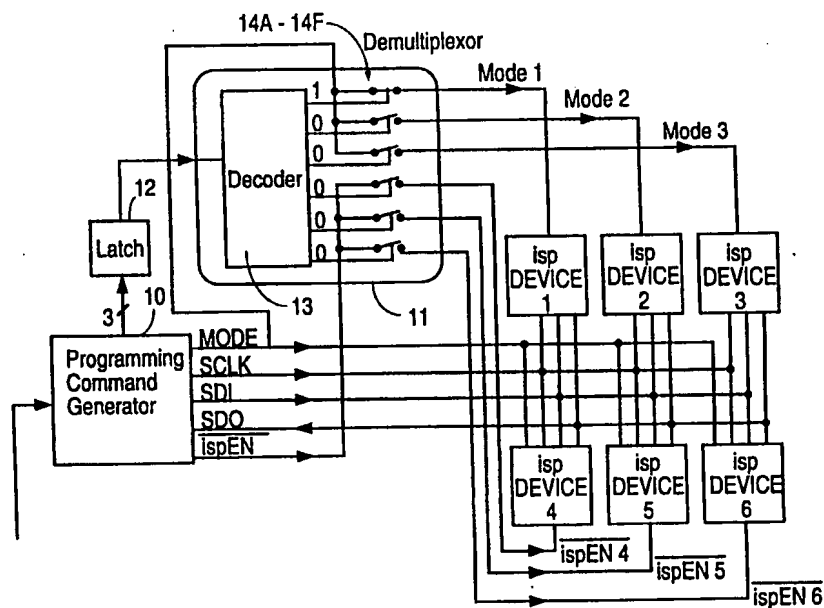 14A - 14F
Demultiplexor
Mode 1
Mode 2
Mode 3
1
0
0
0
0
0
Decoder
12
Latch
13
11
3
10
Programming
Command
Generator
MODE
SCLK
SDI
SDO
ispEN
isp
DEVICE
1
isp
DEVICE
2
isp
DEVICE
3
isp
DEVICE
4
isp
DEVICE
5
isp
DEVICE
6
ispEN 4
ispEN 5
ispEN 6